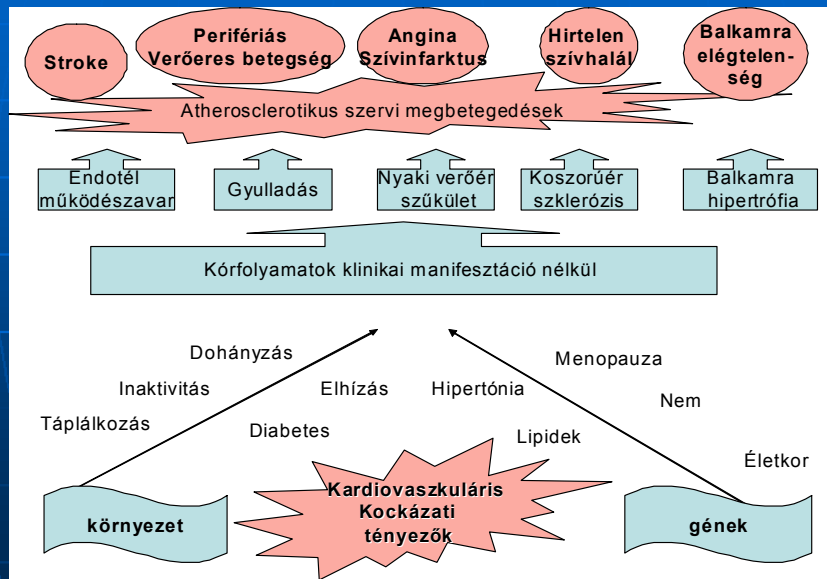 Stroke
Perifériás
Verőeres betegség
Angina
Szívinfarktus
Hirtelen
szívhalál
Balkamra
elégtelen-
ség
Atherosclerotikus szervi megbetegedések
Endotél
működészavar
Gyulladás
Nyaki verőér
szűkület
Koszorúér
szklerózis
Balkamra
hipertrófia
Kórfolyamatok klinikai manifesztáció nélkül
Dohányzás
Menopauza
Inaktivitás
Elhízás
Hipertónia
Nem
Táplálkozás
Diabetes
Lipidek
Életkor
környezet
Kardiovaszkuláris
Kockázati
tényezők
gének